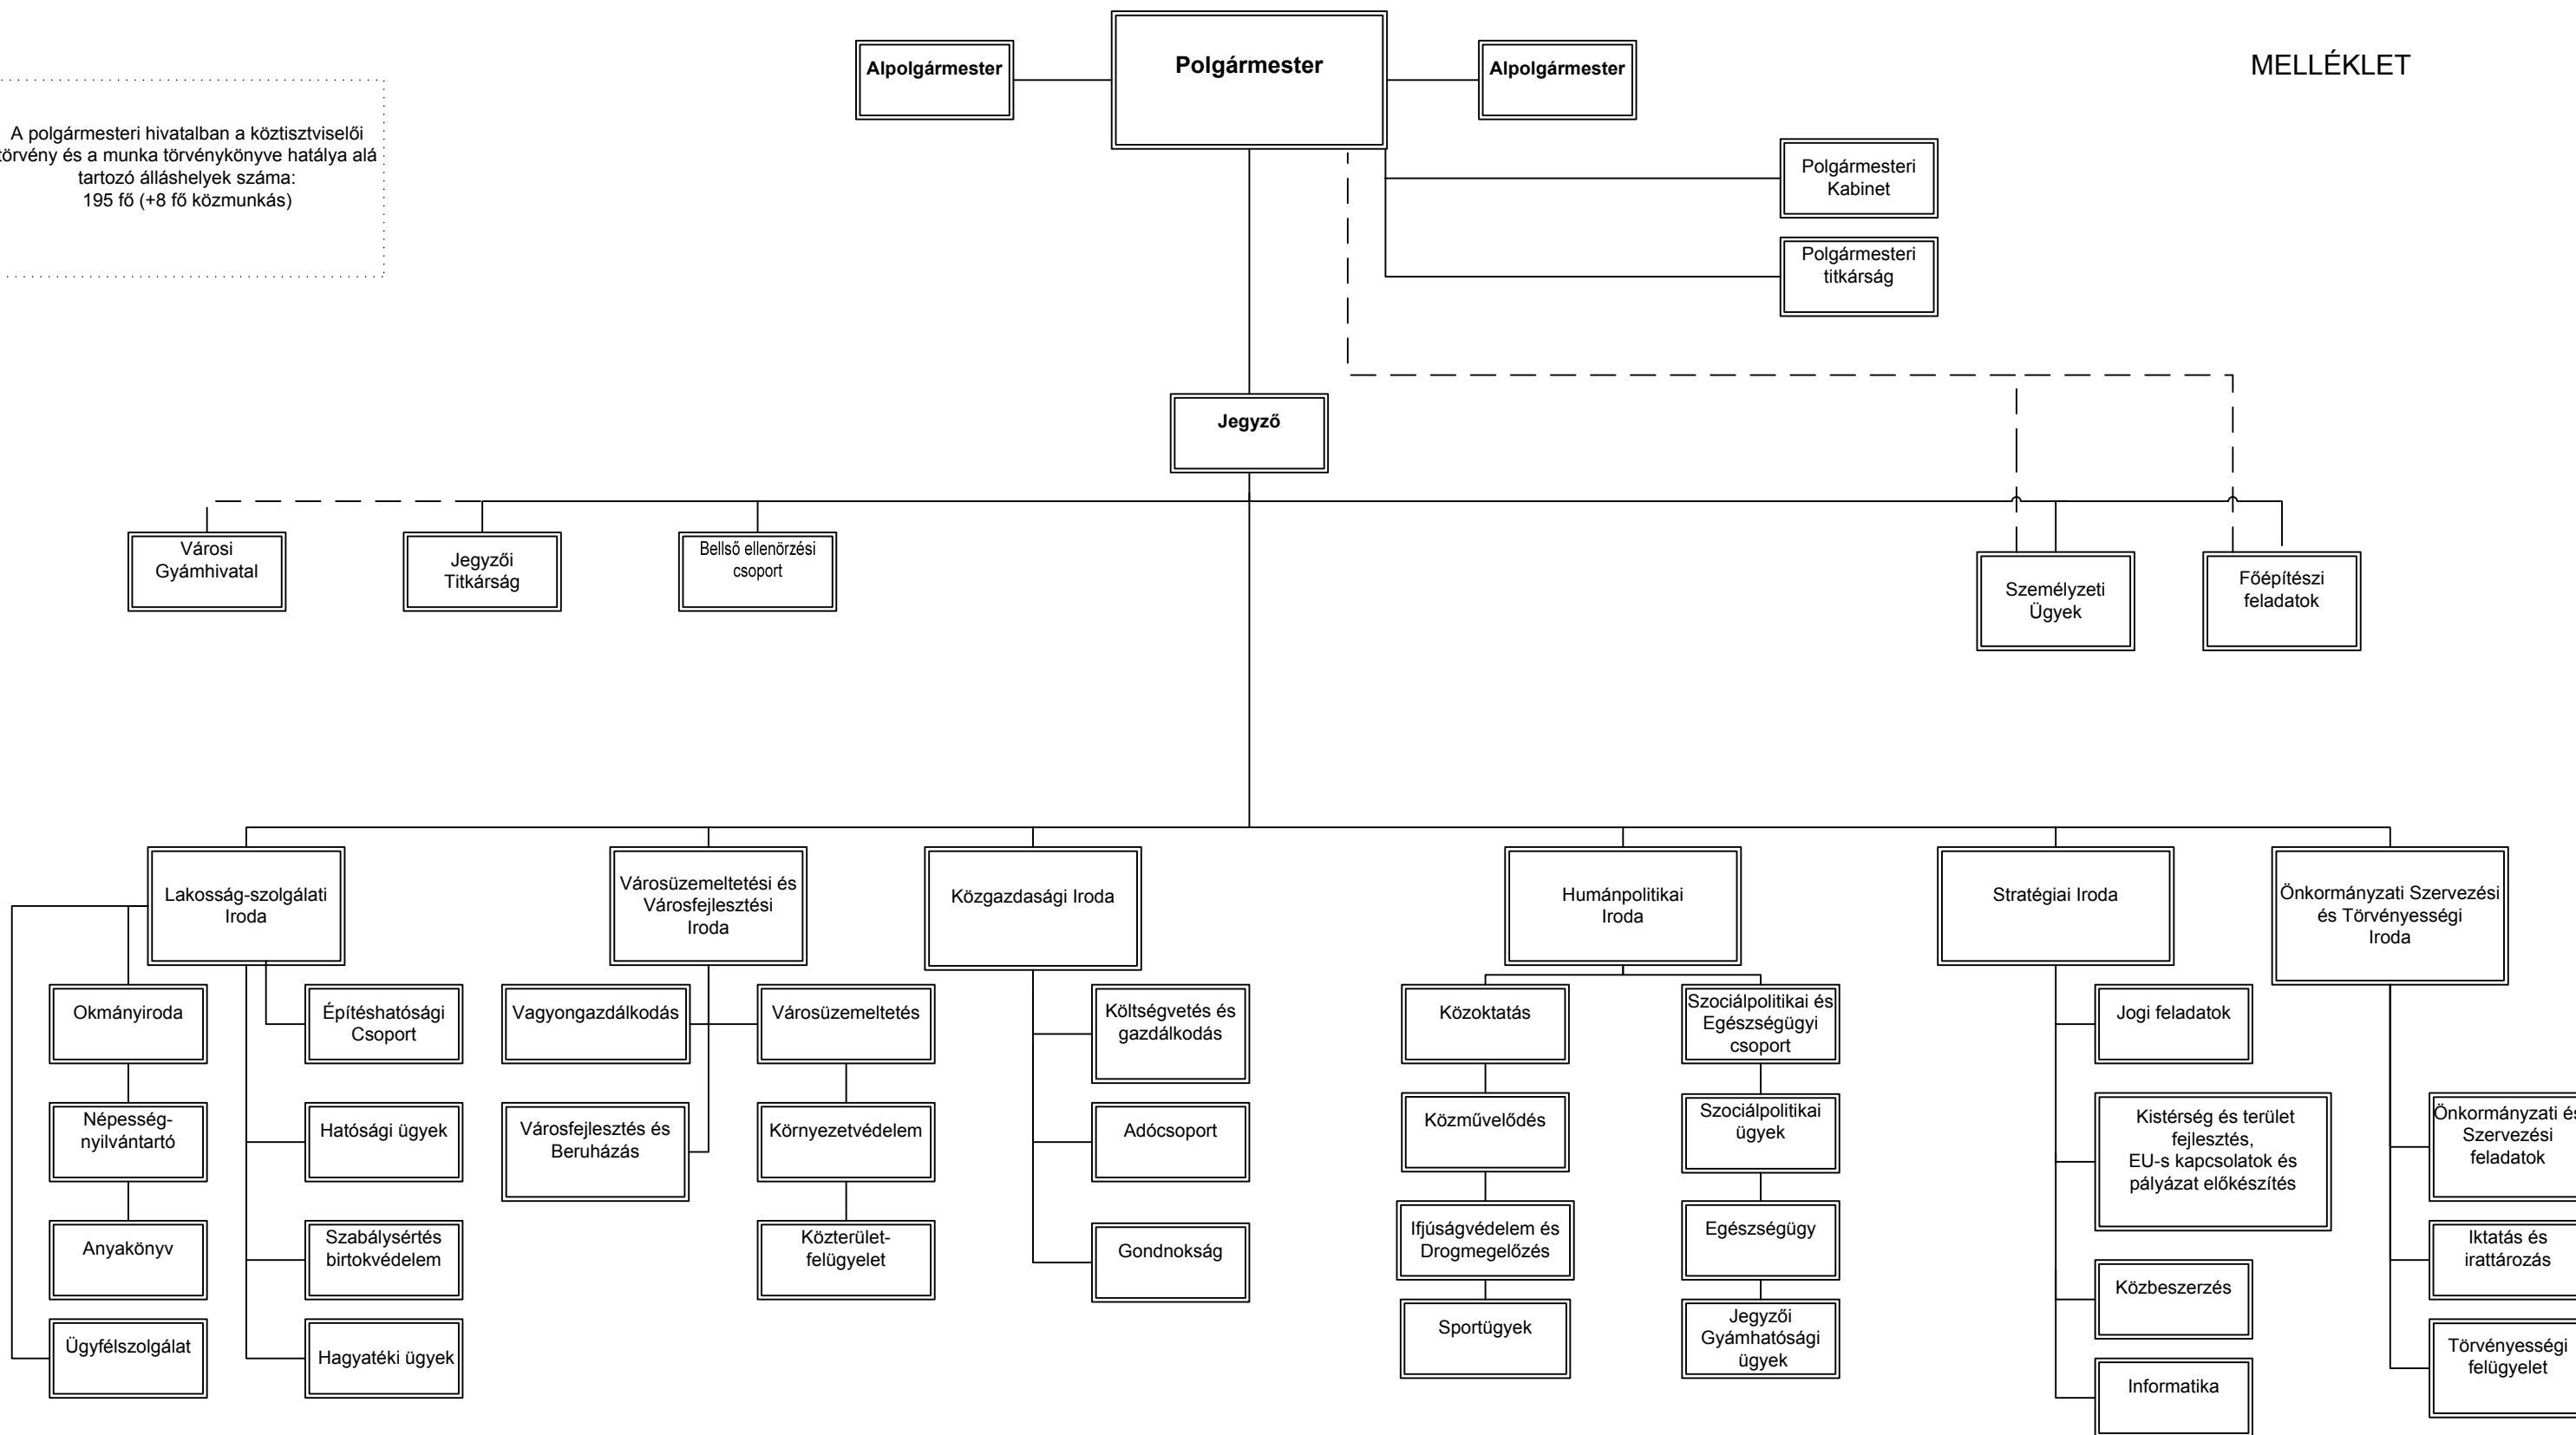 Polgármester
Alpolgármester
Alpolgármester
MELLÉKLET
A polgármesteri hivatalban a köztisztviselői
törvény és a munka törvénykönyve hatálya alá
tartozó álláshelyek száma:
195 fő (+8 fő közmunkás)
Polgármesteri
Kabinet
Polgármesteri
titkárság
Jegyző
Városi
Gyámhivatal
Jegyzői
Titkárság
Bellső ellenörzési
csoport
Személyzeti
Ügyek
Főépítészi
feladatok
Lakosság-szolgálati
Iroda
Városüzemeltetési és
Városfejlesztési
Iroda
Közgazdasági Iroda
Humánpolitikai
Iroda
Stratégiai Iroda
Önkormányzati Szervezési
és Törvényességi
Iroda
Okmányiroda
Népesség-
nyilvántartó
Anyakönyv
Ügyfélszolgálat
Építéshatósági
Csoport
Hatósági ügyek
Szabálysértés
birtokvédelem
Hagyatéki ügyek
Vagyongazdálkodás
Városfejlesztés és
Beruházás
Városüzemeltetés
Környezetvédelem
Közterület-
felügyelet
Költségvetés és
gazdálkodás
Adócsoport
Gondnokság
Közoktatás
Közművelődés
Ifjúságvédelem és
Drogmegelőzés
Sportügyek
Szociálpolitikai és
Egészségügyi
csoport
Szociálpolitikai
ügyek
Egészségügy
Jegyzői
Gyámhatósági
ügyek
Jogi feladatok
Kistérség és terület
fejlesztés,
EU-s kapcsolatok és
pályázat előkészítés
Közbeszerzés
Informatika
Önkormányzati és
Szervezési
feladatok
Iktatás és
irattározás
Törvényességi
felügyelet